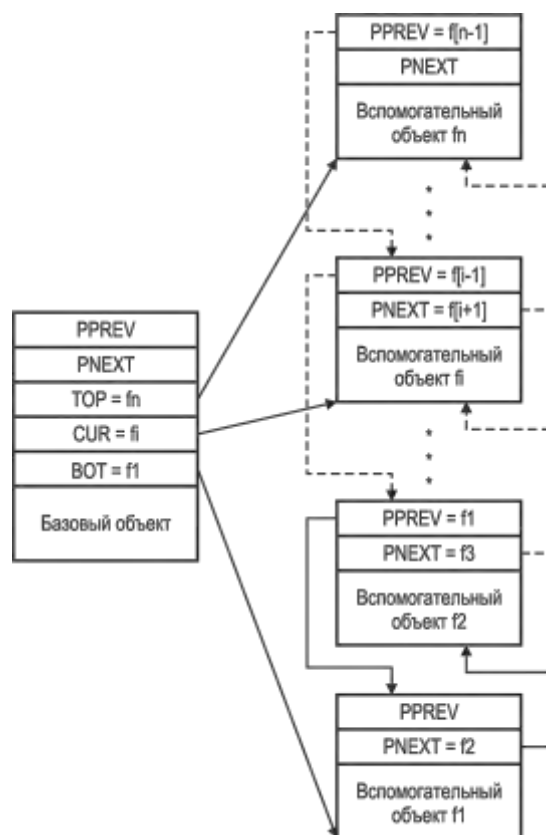 PPREV = f[n-1]
PNEXT
Вспомогательный
объект fn
*
*
*
PPREV = f[i-1]
PNEXT = f[i+1]
Вспомогательный
объект fi
*
*
*
PPREV
PNEXT
TOP = fn
CUR = fi
BOT = f1
Базовый объект
PPREV = f1
PNEXT = f3
Вспомогательный
объект f2
PPREV
PNEXT = f2
Вспомогательный
объект f1